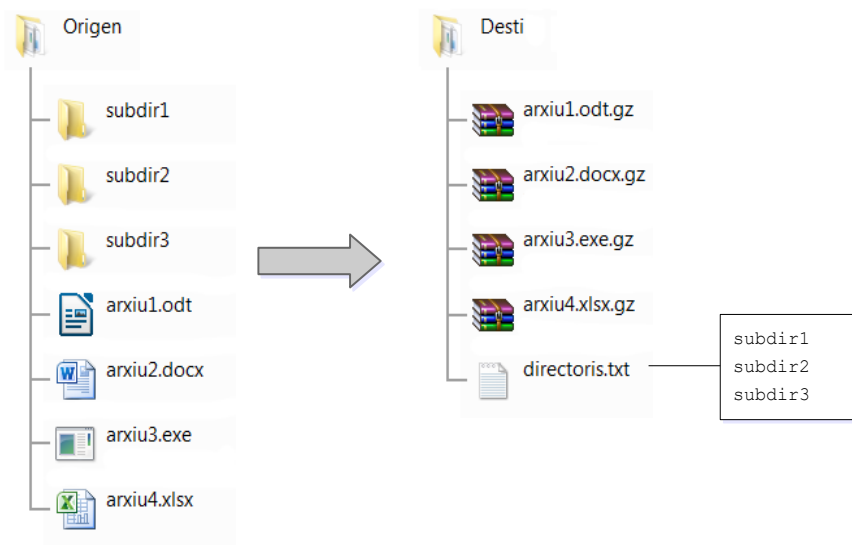 Origen
subdir1
subdir2
subdir3
arxiu1.odt
arxiu2.docx
arxiu3.exe
arxiu4.xlsx
Desti
arxiu1.odt.gz
arxiu2.docx.gz
arxiu3.exe.gz
arxiu4.xlsx.gz
directoris.txt
subdir1
subdir2
subdir3